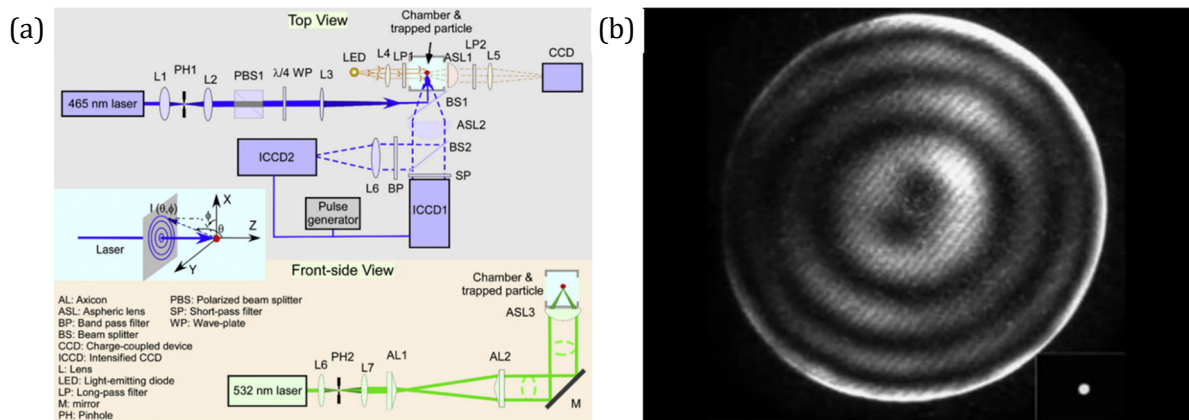 (a)
Top View
Chamber &
trapped particle
LED
L4
LP1
ASL1
LP2
L5
CCD
PH1
L1
L2
PBS1
λ/4 WP
L3
465 nm laser
BS1
ASL2
ICCD2
BS2
L6
BP
SP
Pulse
generator
ICCD1
I (θ,ϕ)
X
ϕ
θ
Z
Laser
Y
Front-side View
Chamber &
trapped particle
ASL3
AL: Axicon
ASL: Aspheric lens
BP: Band pass filter
BS: Beam splitter
CCD: Charge-coupled device
ICCD: Intensified CCD
L: Lens
LED: Light-emitting diode
LP: Long-pass filter
M: mirror
PH: Pinhole
PBS: Polarized beam splitter
SP: Short-pass filter
WP: Wave-plate
L6
PH2
L7
AL1
AL2
532 nm laser
M
(b)